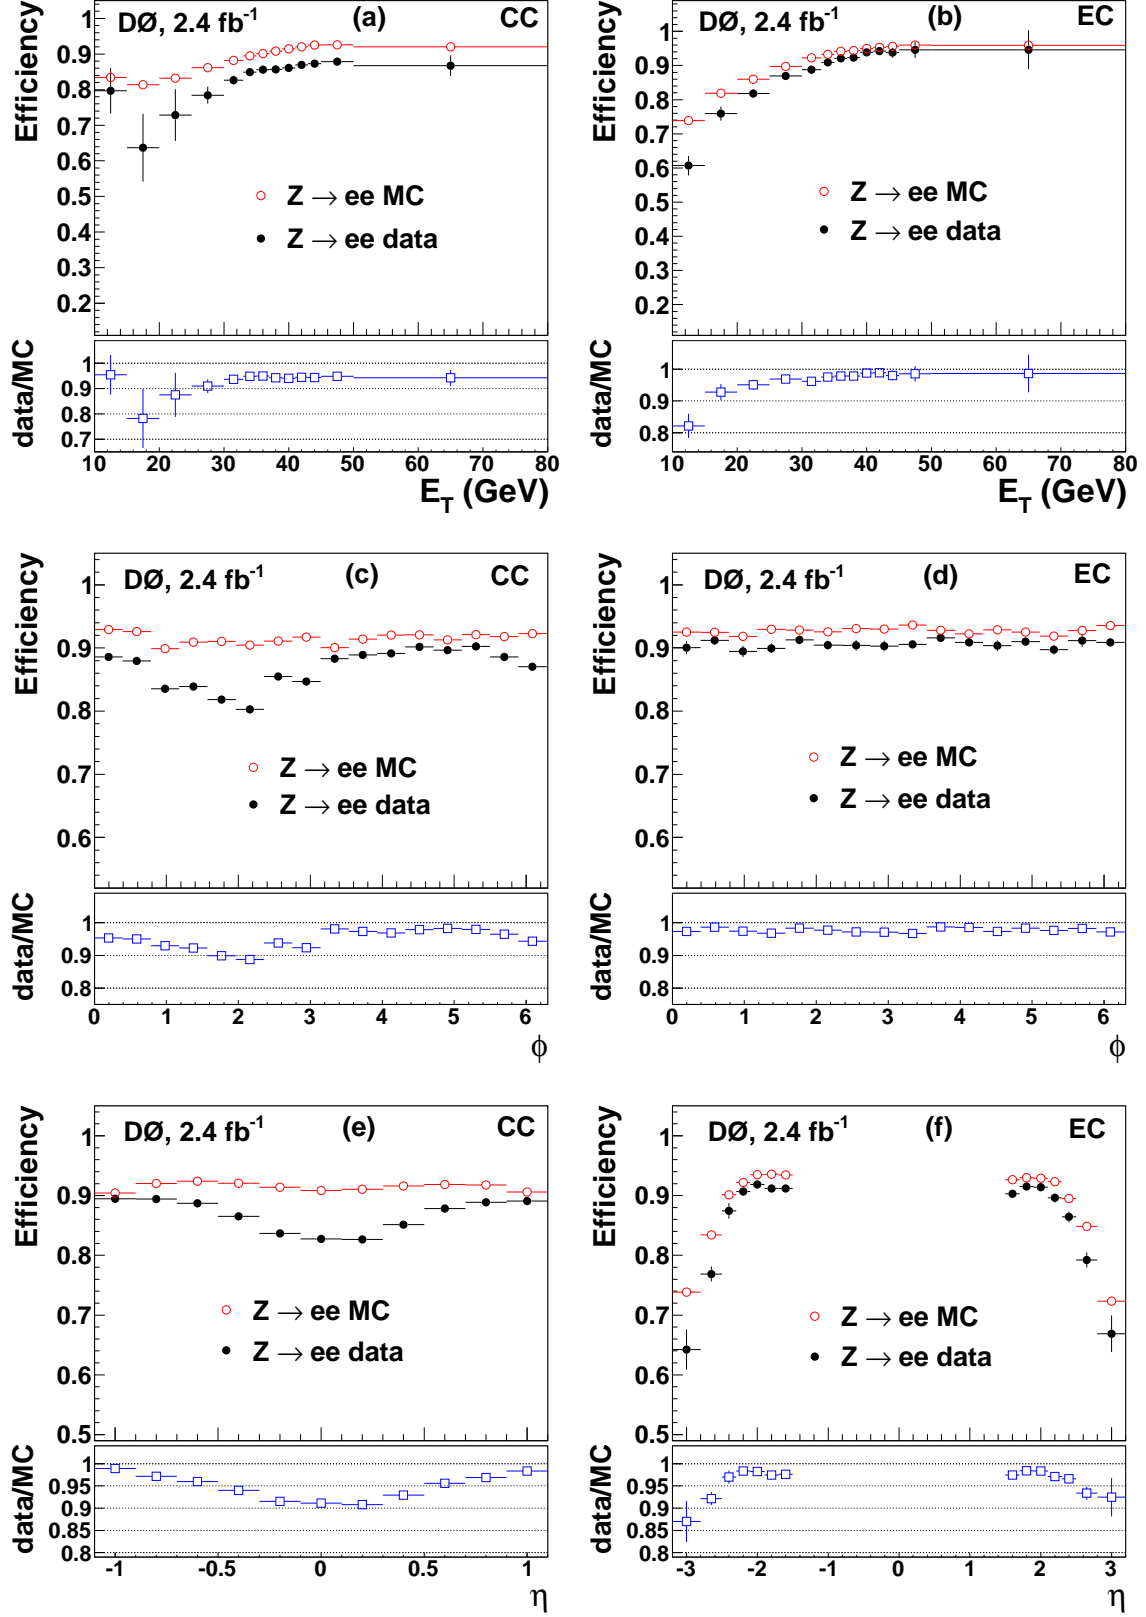 DØ, 2.4 fb-1 (a) CC
Efficiency
1
0.9
0.8
0.7
0.6
0.5
0.4
0.3
0.2
Z → ee MC
Z → ee data
data/MC
1
0.9
0.8
0.7
10 20 30 40 50 60 70 80
E_T (GeV)
DØ, 2.4 fb-1 (b) EC
Efficiency
1
0.9
0.8
0.7
0.6
0.5
0.4
0.3
0.2
Z → ee MC
Z → ee data
data/MC
1
0.9
0.8
10 20 30 40 50 60 70 80
E_T (GeV)
DØ, 2.4 fb-1 (c) CC
Efficiency
1
0.9
0.8
0.7
0.6
Z → ee MC
Z → ee data
data/MC
1
0.9
0.8
0 1 2 3 4 5 6
ϕ
DØ, 2.4 fb-1 (d) EC
Efficiency
1
0.9
0.8
0.7
0.6
Z → ee MC
Z → ee data
data/MC
1
0.9
0.8
0 1 2 3 4 5 6
ϕ
DØ, 2.4 fb-1 (e) CC
Efficiency
1
0.9
0.8
0.7
0.6
0.5
Z → ee MC
Z → ee data
data/MC
1
0.95
0.9
0.85
0.8
-1 -0.5 0 0.5 1
η
DØ, 2.4 fb-1 (f) EC
Efficiency
1
0.9
0.8
0.7
0.6
0.5
Z → ee MC
Z → ee data
data/MC
1
0.95
0.9
0.85
0.8
-3 -2 -1 0 1 2 3
η